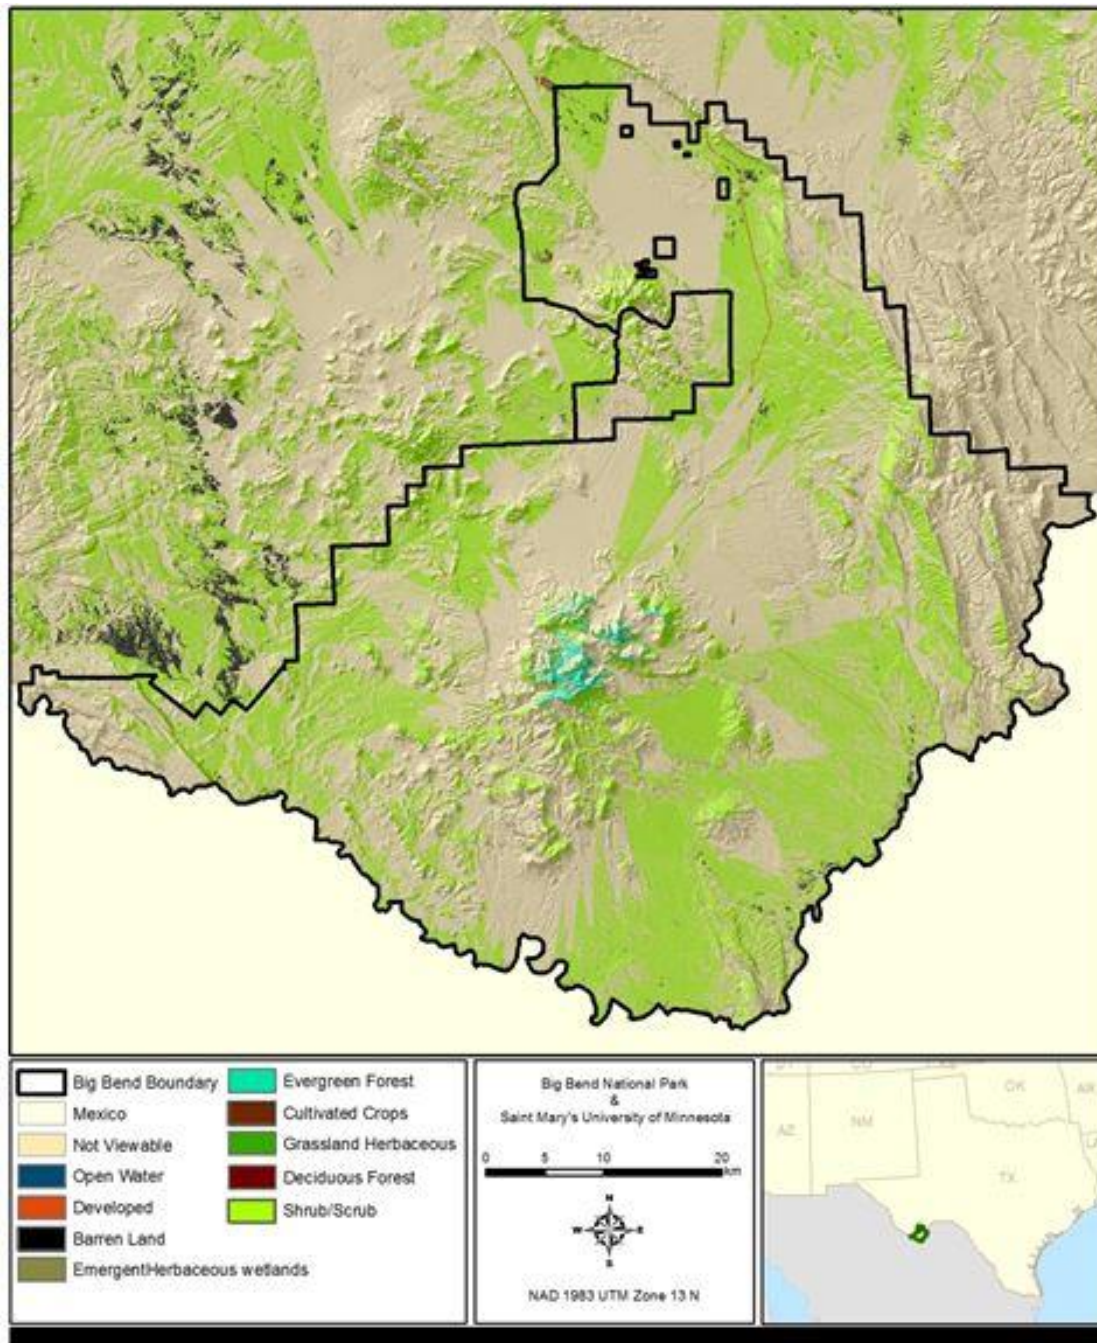 Big Bend Boundary
Mexico
Not Viewable
Open Water
Developed
Barren Land
EmergentHerbaceous wetlands
Evergreen Forest
Cultivated Crops
Grassland Herbaceous
Deciduous Forest
Shrub/Scrub
Big Bend National Park
&
Saint Mary's University of Minnesota
0 5 10 20
km
N
W E
S
NAD 1983 UTM Zone 13 N
CO
OK
AR
AZ
NM
TX